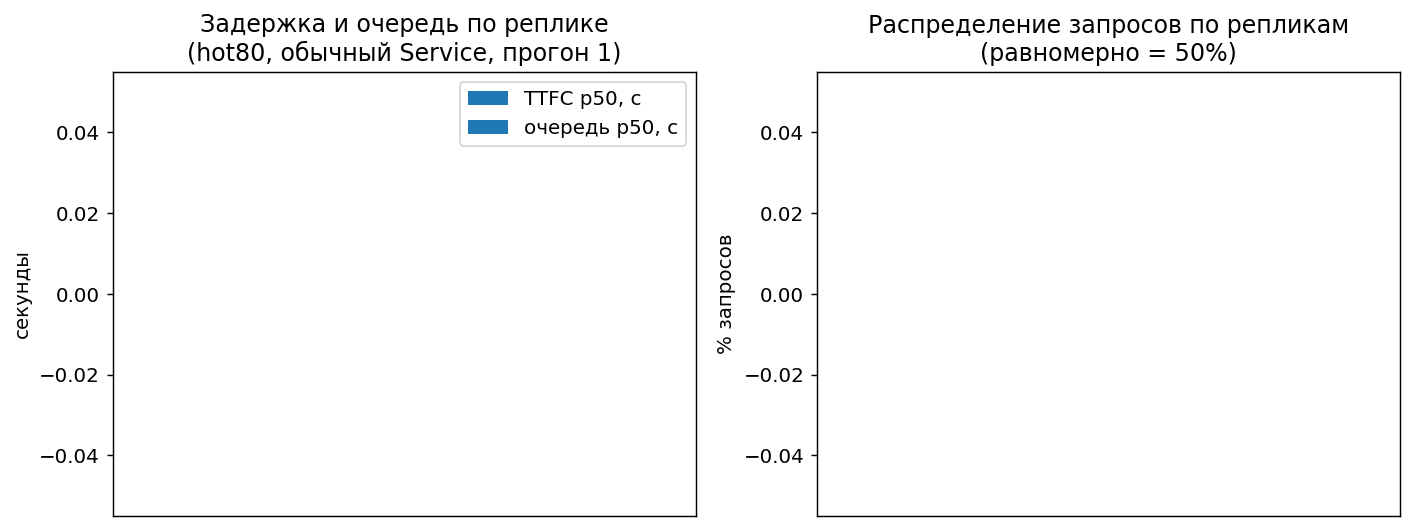 Задержка и очередь по реплике
(hot80, обычный Service, прогон 1)
TTFC p50, с
очередь p50, с
секунды
0.04
0.02
0.00
−0.02
−0.04
Распределение запросов по репликам
(равномерно = 50%)
% запросов
0.04
0.02
0.00
−0.02
−0.04